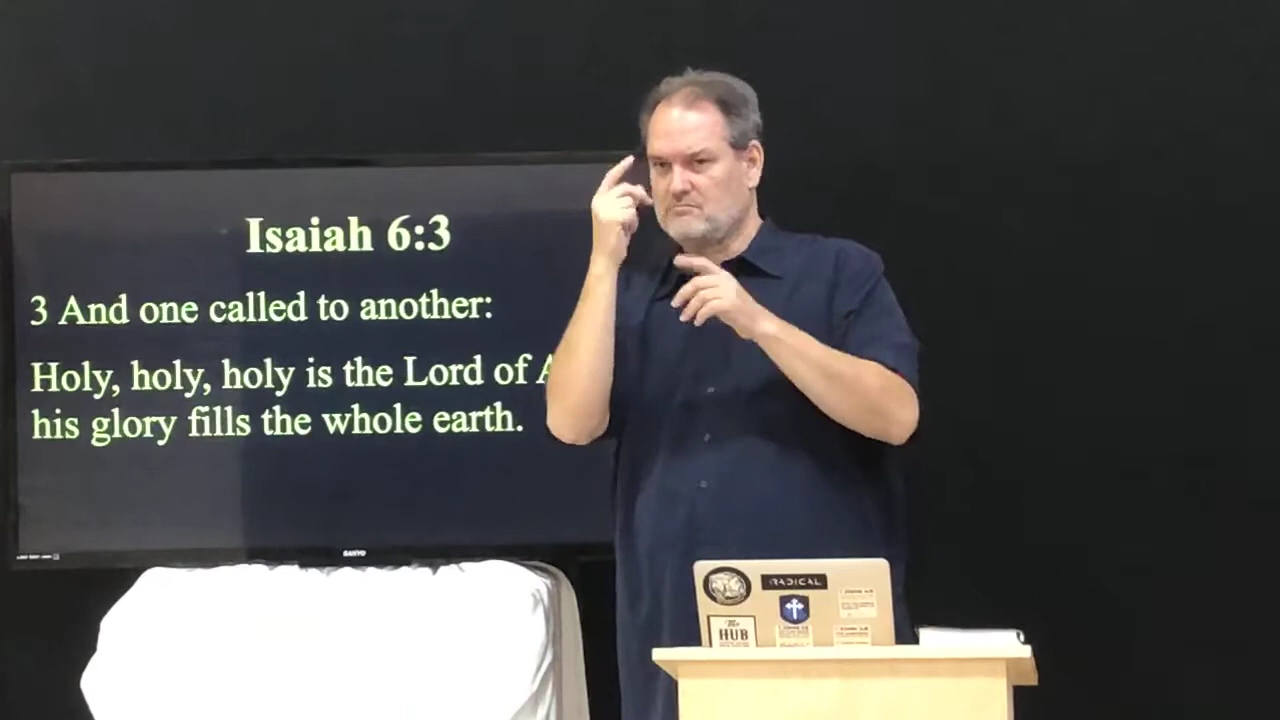 Isaiah 6:3
3 And one called to another:
Holy, holy, holy is the Lord of
his glory fills the whole earth.
SANYO
RADICAL
The
HUB